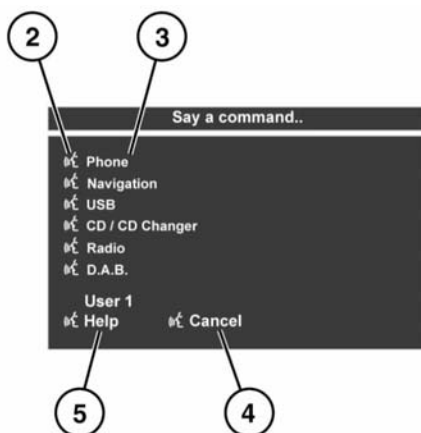 2 3
Say a command..
Phone
Navigation
USB
CD / CD Changer
Radio
D.A.B.
User 1
Help Cancel
5 4